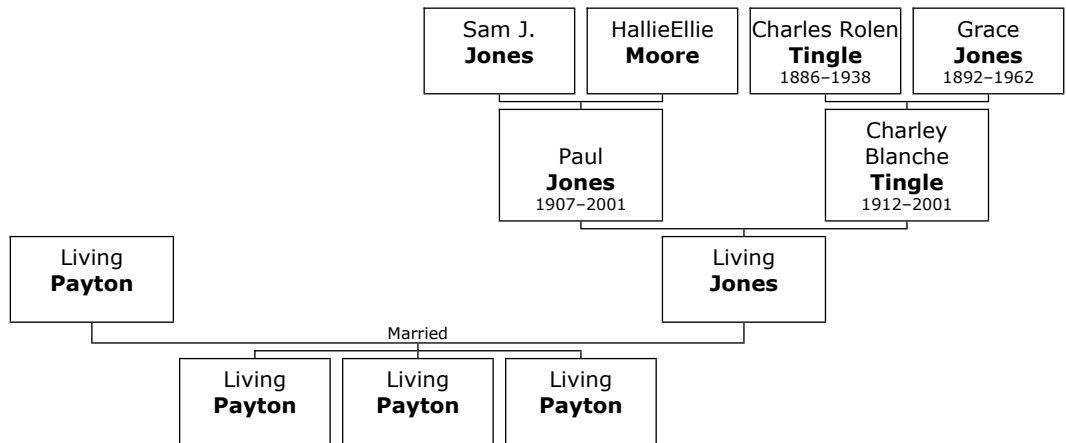 Sam J.
Jones
HallieEllie
Moore
Charles Rolen
Tingle
1886–1938
Grace
Jones
1892–1962
Paul
Jones
1907–2001
Charley
Blanche
Tingle
1912–2001
Living
Payton
Living
Jones
Married
Living
Payton
Living
Payton
Living
Payton